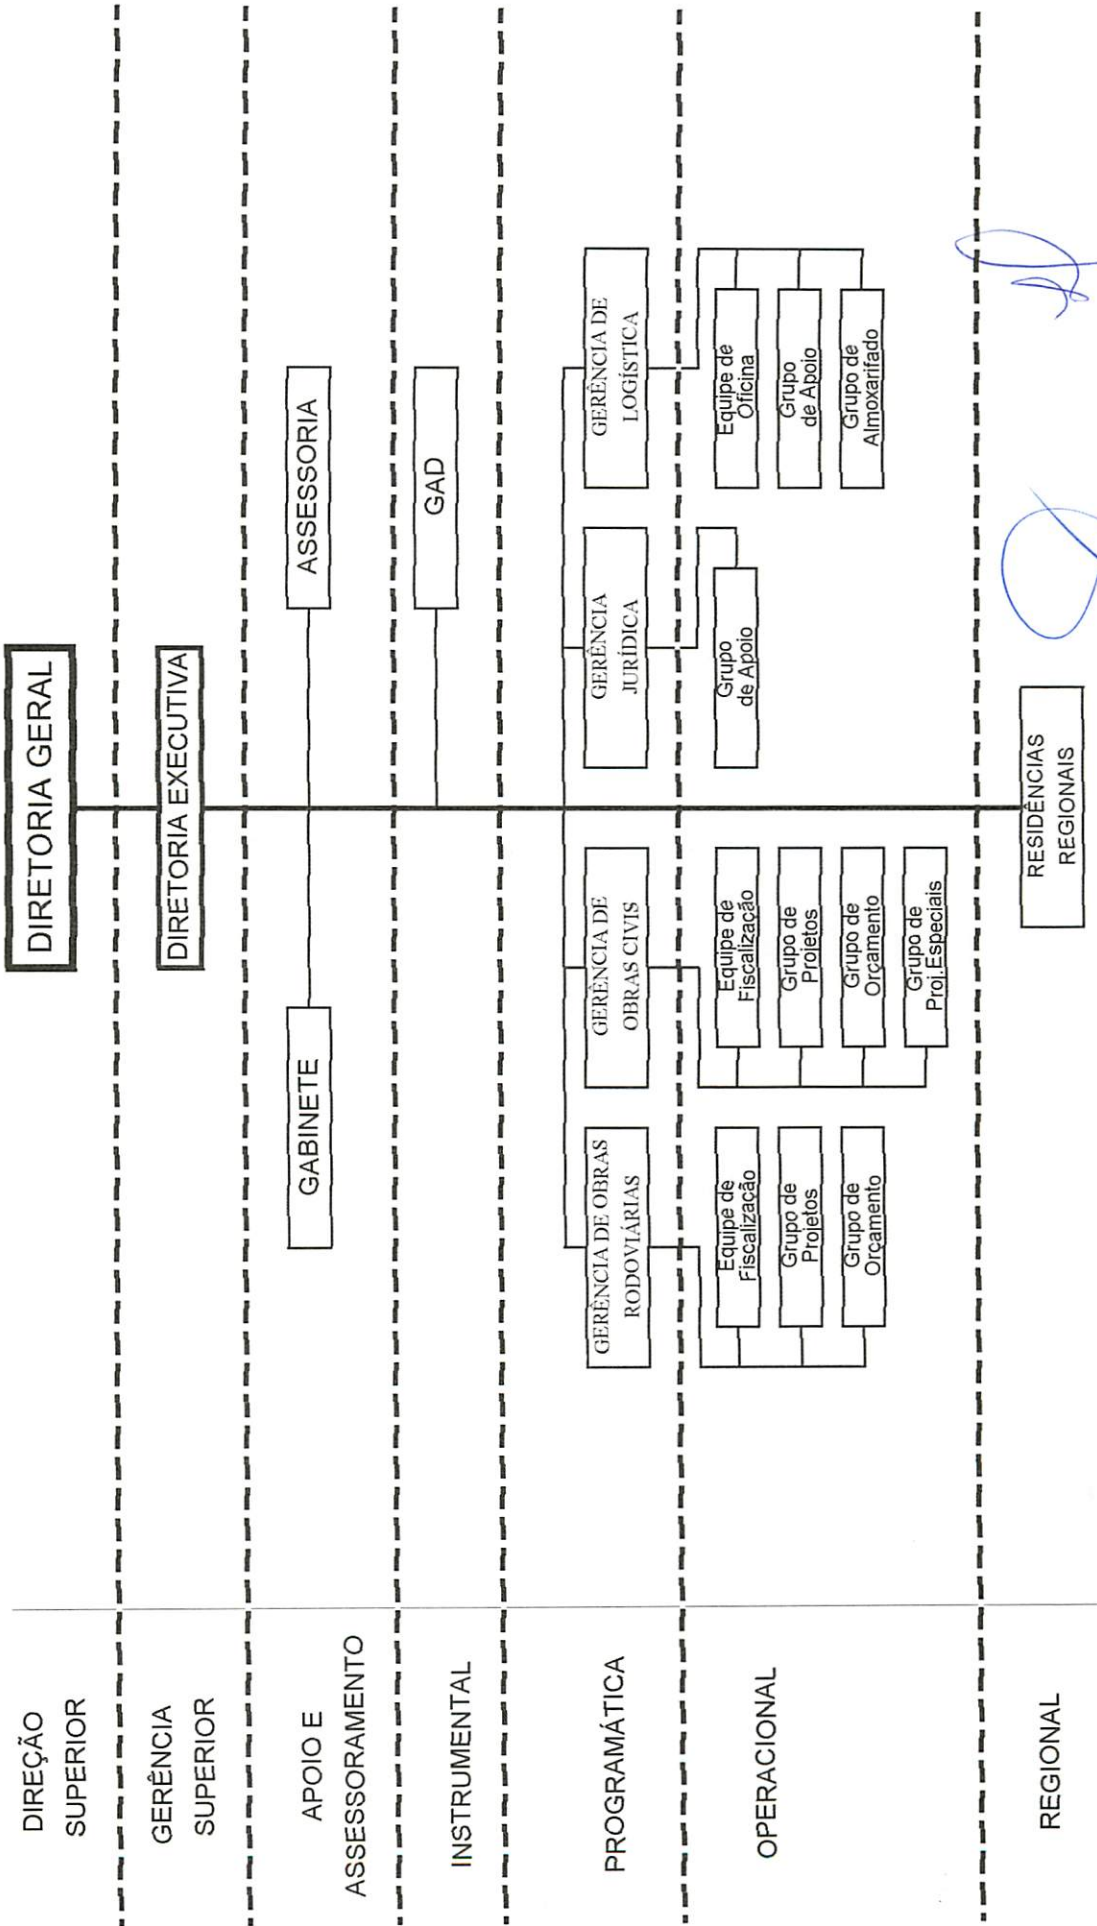 DIREÇÃO
SUPERIOR
DIRETORIA GERAL
GERÊNCIA
SUPERIOR
DIRETORIA EXECUTIVA
APOIO E
ASSESSORAMENTO
GABINETE
ASSESSORIA
INSTRUMENTAL
GAD
PROGRAMÁTICA
GERÊNCIA DE OBRAS
RODOVIÁRIAS
GERÊNCIA DE
OBRAS CIVIS
GERÊNCIA
JURÍDICA
GERÊNCIA DE
LOGÍSTICA
OPERACIONAL
Equipe de
Fiscalização
Grupo de
Projetos
Grupo de
Orçamento
Equipe de
Fiscalização
Grupo de
Projetos
Grupo de
Orçamento
Grupo de
Proj.Especiais
Grupo
de Apoio
Equipe de
Oficina
Grupo
de Apoio
Grupo de
Almoxarifado
REGIONAL
RESIDÊNCIAS
REGIONAIS